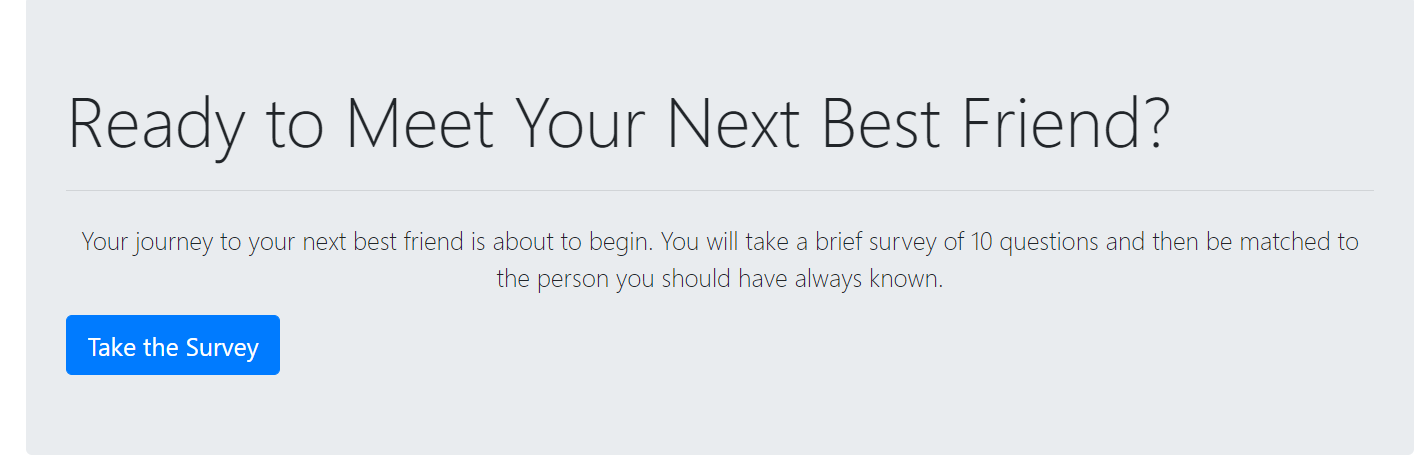 Ready to Meet Your Next Best Friend?
Your journey to your next best friend is about to begin. You will take a brief survey of 10 questions and then be matched to
the person you should have always known.
Take the Survey